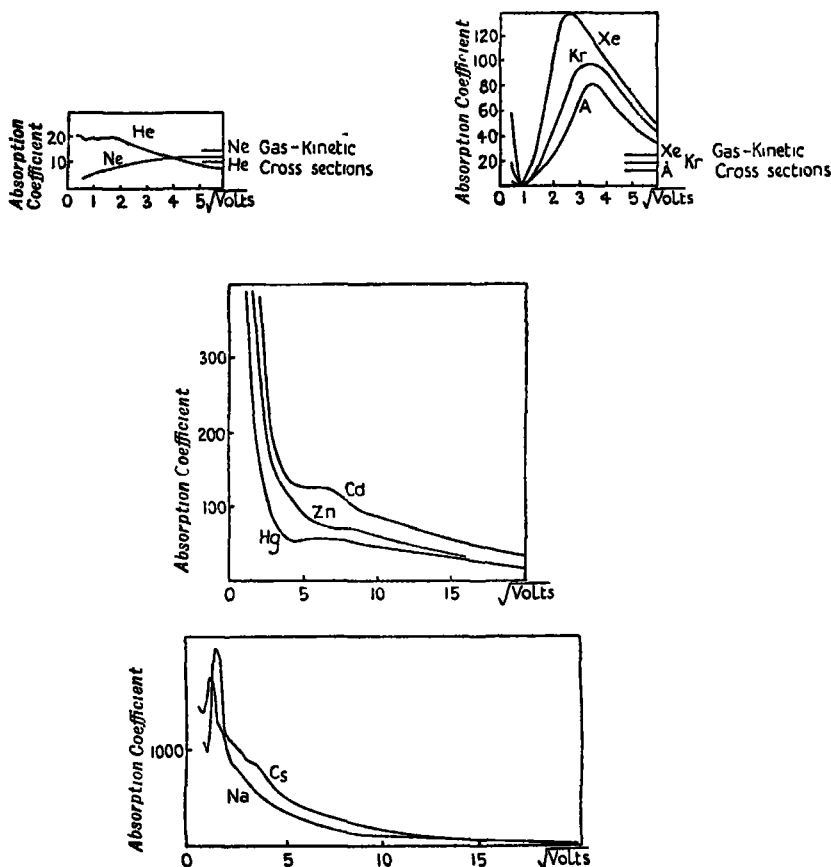 Absorption Coefficient
20
10
He
Ne
Ne Gas-Kinetic
He Cross sections
1 2 3 4 5 √Volts
Absorption Coefficient
120
100
80
60
40
20
Xe
Kr
A
Xe Kr Gas-Kinetic
A Cross sections
0 1 2 3 4 5 √Volts
Absorption Coefficient
300
200
100
Cd
Zn
Hg
0 5 10 15 √Volts
Absorption Coefficient
1000
Cs
Na
0 5 10 15 √Volts